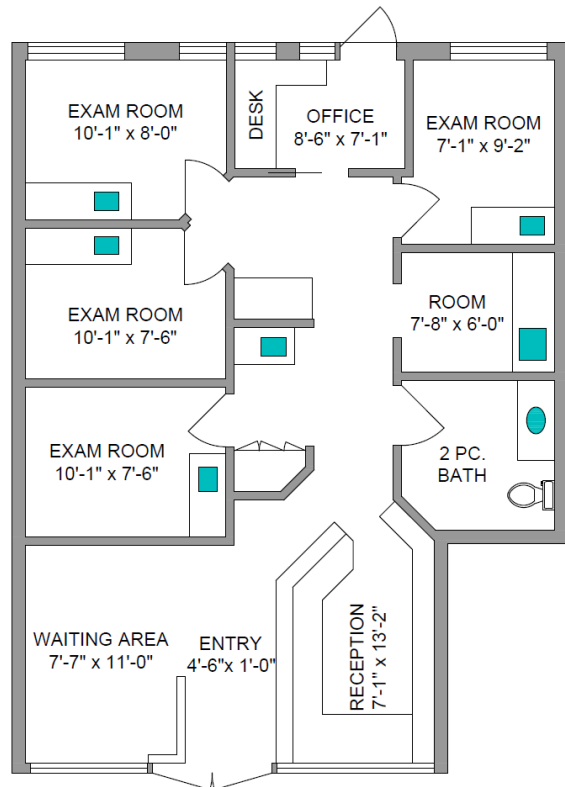 EXAM ROOM
10'-1" x 8'-0"
DESK
OFFICE
8'-6" x 7'-1"
EXAM ROOM
7'-1" x 9'-2"
EXAM ROOM
10'-1" x 7'-6"
ROOM
7'-8" x 6'-0"
EXAM ROOM
10'-1" x 7'-6"
2 PC.
BATH
WAITING AREA
7'-7" x 11'-0"
ENTRY
4'-6"x 1'-0"
RECEPTION
7'-1" x 13'-2"